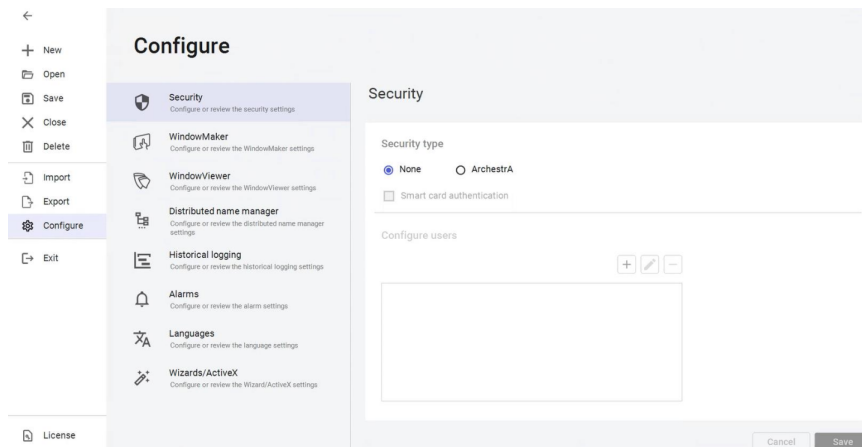 New
Open
Save
Close
Delete
Import
Export
Configure
Exit
License
Configure
Security
Configure or review the security settings
WindowMaker
Configure or review the WindowMaker settings
WindowViewer
Configure or review the WindowViewer settings
Distributed name manager
Configure or review the distributed name manager
settings
Historical logging
Configure or review the historical logging settings
Alarms
Configure or review the alarm settings
Languages
Configure or review the language settings
Wizards/ActiveX
Configure or review the Wizard/ActiveX settings
Security
Security type
None ArchestrA
Smart card authentication
Configure users
Cancel Save